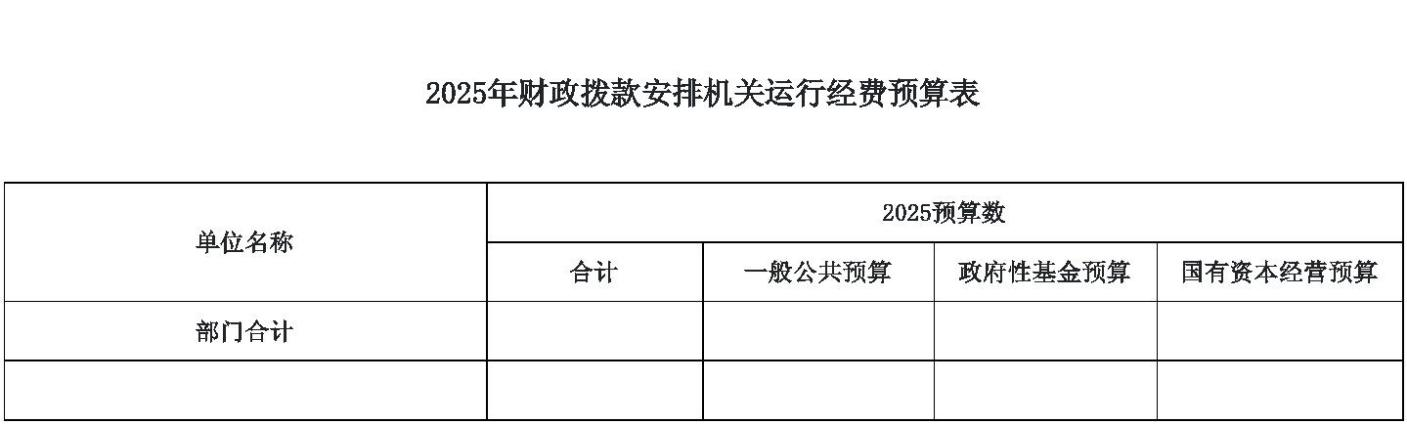 2025年财政拨款安排机关运行经费预算表
单位名称
2025预算数
合计 一般公共预算 政府性基金预算 国有资本经营预算
部门合计